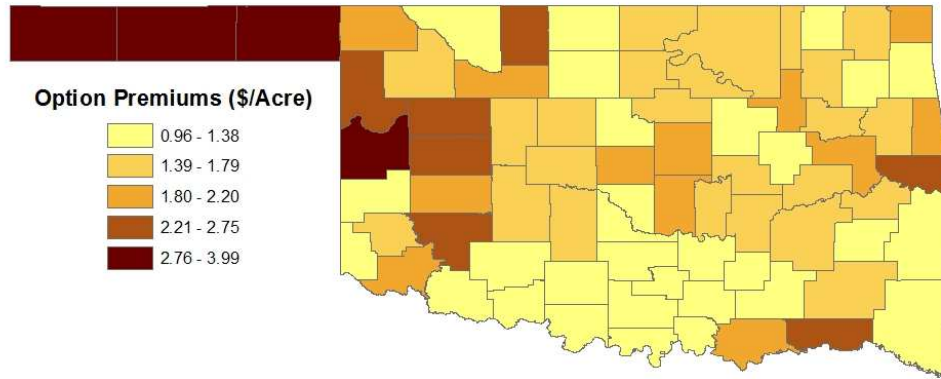 Option Premiums ($/Acre)
0.96 - 1.38
1.39 - 1.79
1.80 - 2.20
2.21 - 2.75
2.76 - 3.99